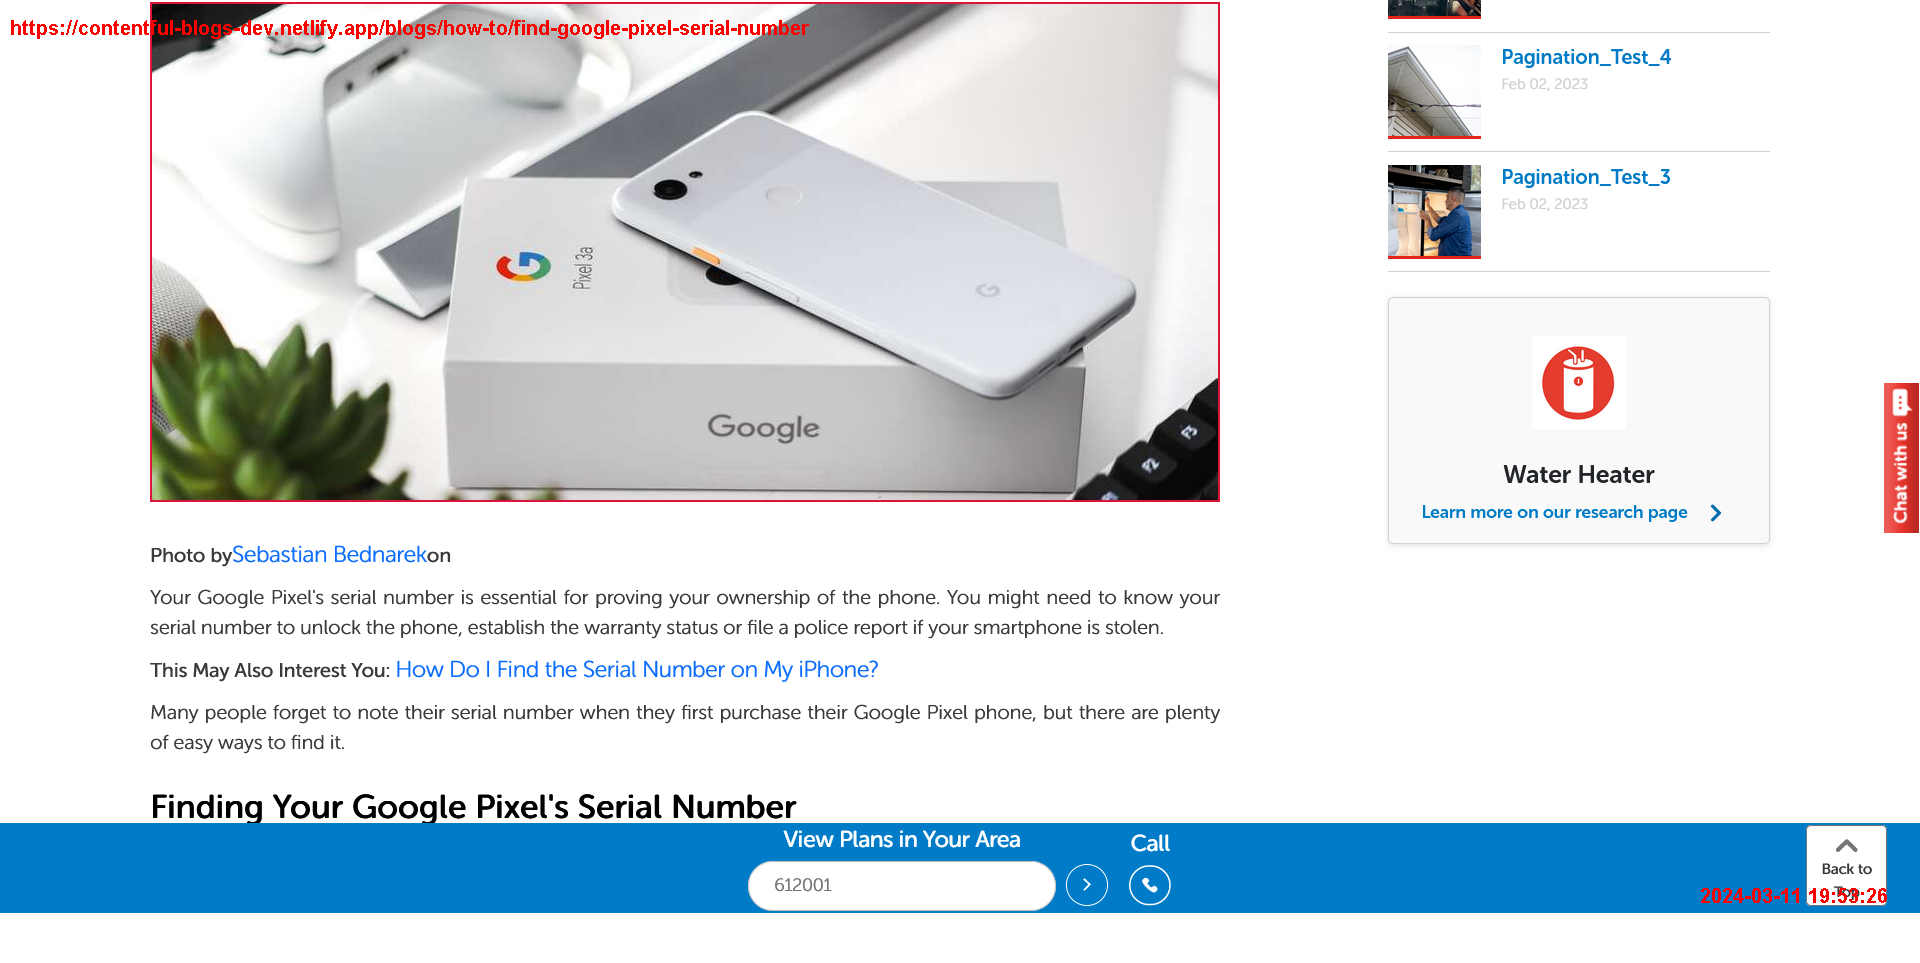 https://contentful-blogs-dev.netlify.app/blogs/how-to/find-google-pixel-serial-number
Pixel 3a
G
Google
F3
F2
Photo bySebastian Bednarekon
Your Google Pixel's serial number is essential for proving your ownership of the phone. You might need to know your
serial number to unlock the phone, establish the warranty status or file a police report if your smartphone is stolen.
This May Also Interest You: How Do I Find the Serial Number on My iPhone?
Many people forget to note their serial number when they first purchase their Google Pixel phone, but there are plenty
of easy ways to find it.
Finding Your Google Pixel's Serial Number
Pagination_Test_4
Feb 02, 2023
Pagination_Test_3
Feb 02, 2023
Water Heater
Learn more on our research page
Chat with us
View Plans in Your Area
612001
Call
Back to
Top
2024-03-11 19:53:26